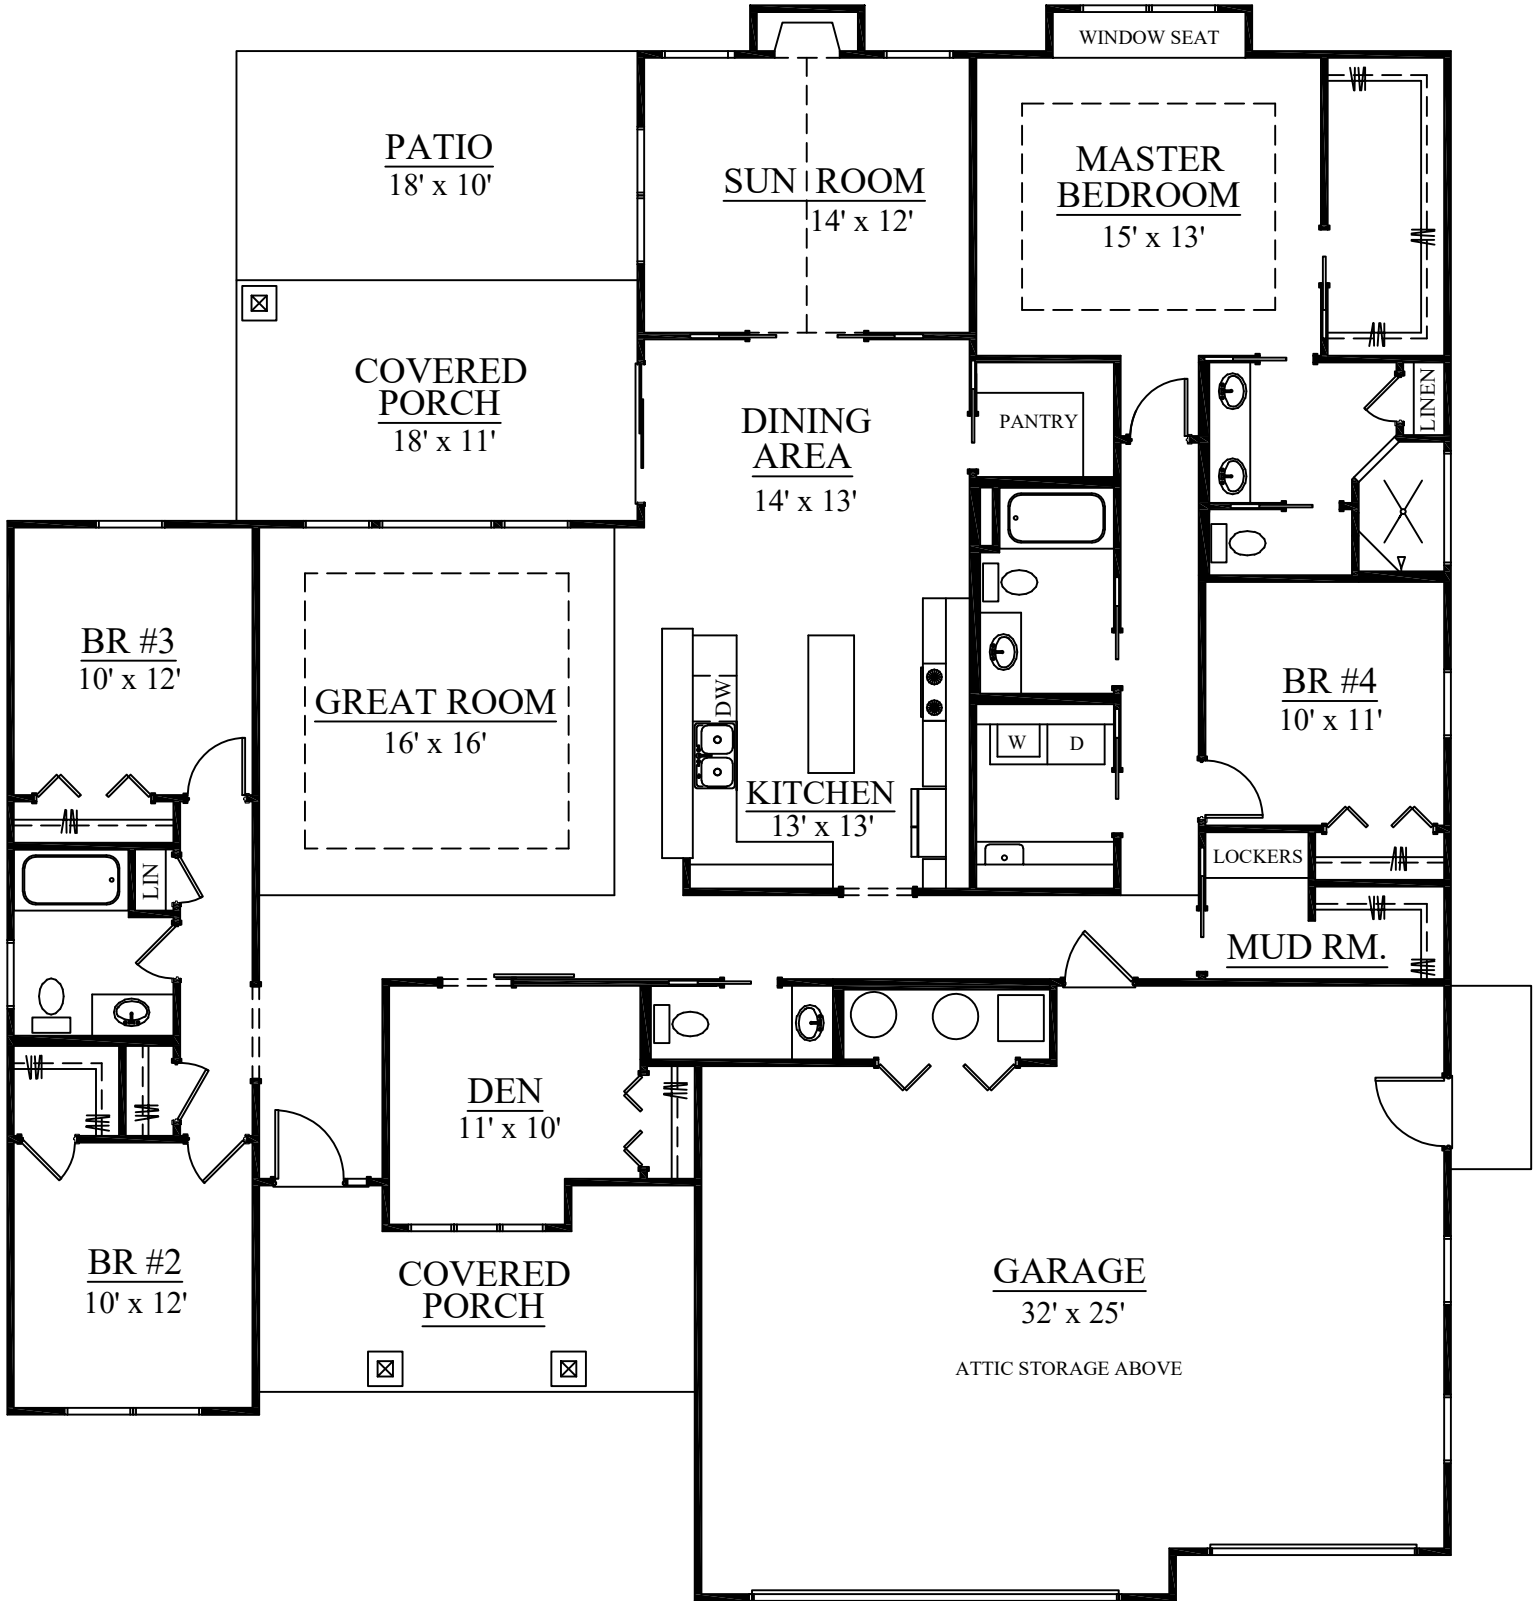 WINDOW SEAT
PATIO
18' x 10'
SUN ROOM
14' x 12'
MASTER
BEDROOM
15' x 13'
COVERED
PORCH
18' x 11'
DINING
AREA
14' x 13'
PANTRY
LINEN
BR #3
10' x 12'
GREAT ROOM
16' x 16'
DW
KITCHEN
13' x 13'
W
D
BR #4
10' x 11'
LOCKERS
LIN
MUD RM.
DEN
11' x 10'
BR #2
10' x 12'
COVERED
PORCH
GARAGE
32' x 25'
ATTIC STORAGE ABOVE